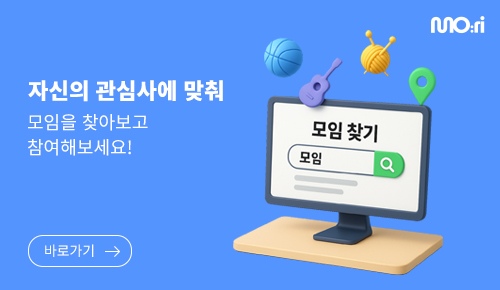 MO:ri
자신의 관심사에 맞춰
모임을 찾아보고
참여해보세요!
바로가기
모임 찾기
모임